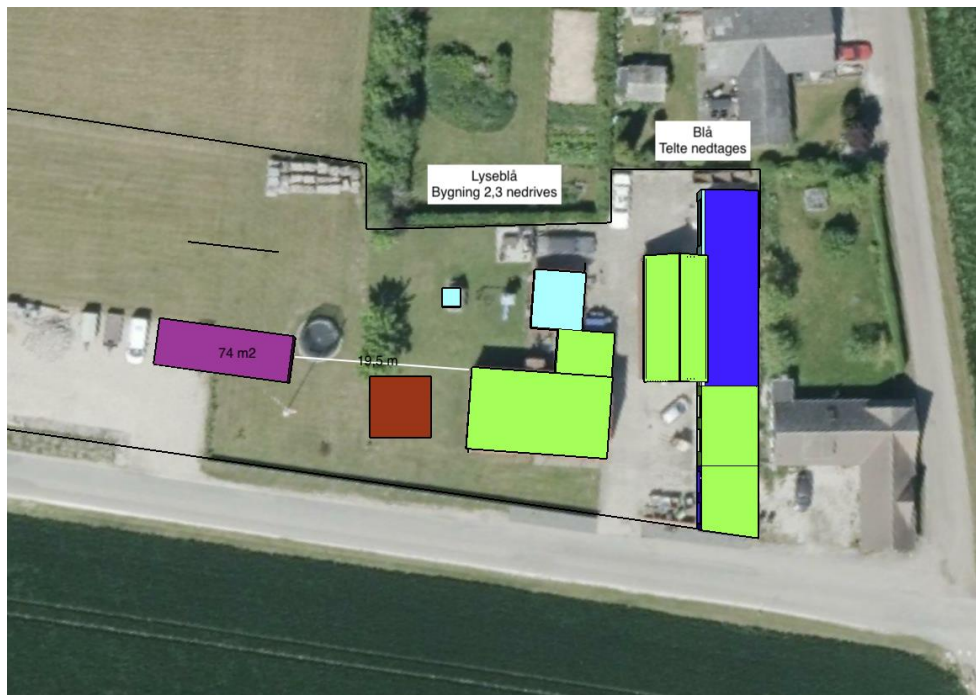 Blå
Telte nedtages
Lyseblå
Bygning 2,3 nedrives
74 m2
19,5 m